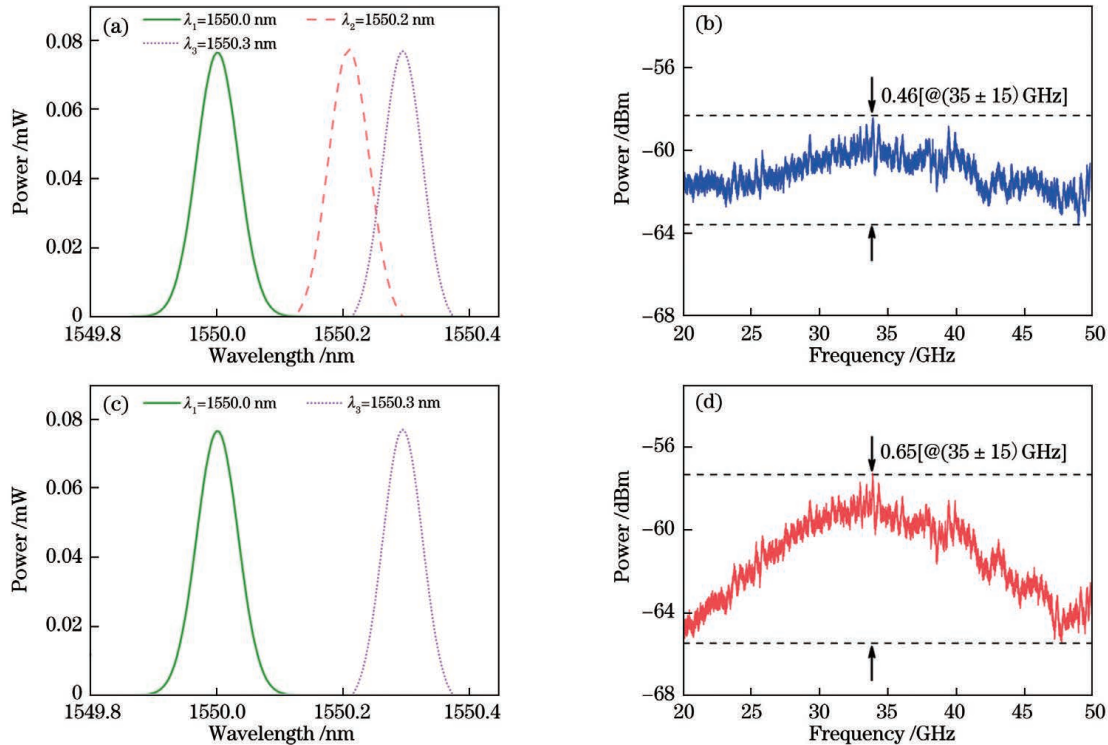 (a)
λ₁=1550.0 nm
λ₂=1550.2 nm
λ₃=1550.3 nm
0.08
0.06
0.04
0.02
0
Power /mW
1549.8
1550.0
1550.2
1550.4
Wavelength /nm
(b)
−56
−60
−64
−68
Power /dBm
0.46[@(35 ± 15) GHz]
20
25
30
35
40
45
50
Frequency /GHz
(c)
λ₁=1550.0 nm
λ₃=1550.3 nm
0.08
0.06
0.04
0.02
0
Power /mW
1549.8
1550.0
1550.2
1550.4
Wavelength /nm
(d)
−56
−60
−64
−68
Power /dBm
0.65[@(35 ± 15) GHz]
20
25
30
35
40
45
50
Frequency /GHz